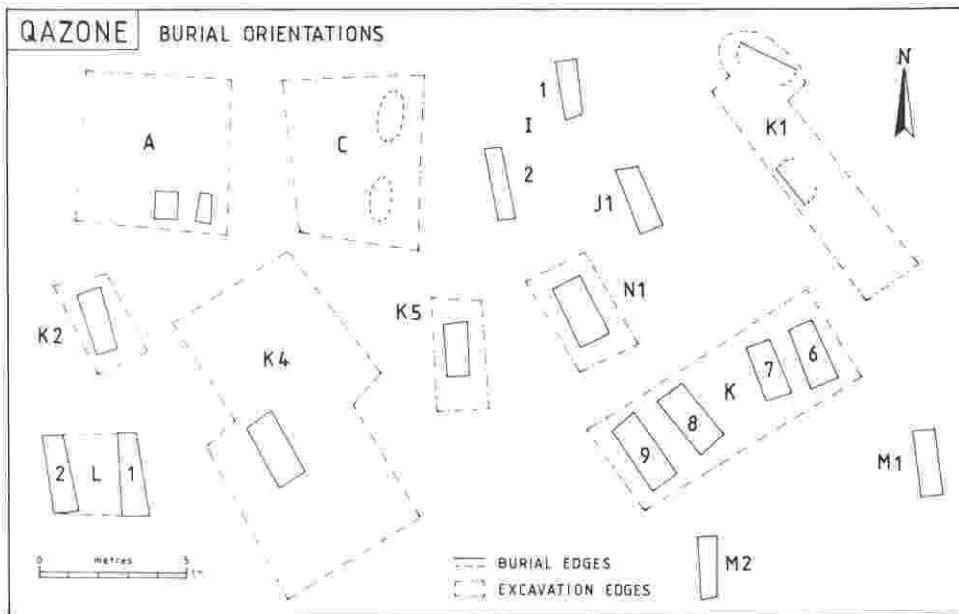 QAZONE BURIAL ORIENTATIONS
N
1
I
K1
A
C
2
J1
K2
K5
N1
K4
6
7
K
8
9
2 L 1
M1
0 metres 5
BURIAL EDGES
EXCAVATION EDGES
M2